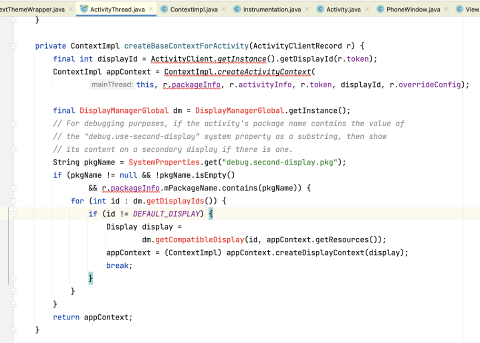 extThemeWrapper.java ActivityThread.java ContextImpl.java Instrumentation.java Activity.java PhoneWindow.java View
}
private ContextImpl createBaseContextForActivity(ActivityClientRecord r) {
final int displayId = ActivityClient.getInstance().getDisplayId(r.token);
ContextImpl appContext = ContextImpl.createActivityContext(
mainThread: this, r.packageInfo, r.activityInfo, r.token, displayId, r.overrideConfig);
final DisplayManagerGlobal dm = DisplayManagerGlobal.getInstance();
// For debugging purposes, if the activity's package name contains the value of
// the "debug.use-second-display" system property as a substring, then show
// its content on a secondary display if there is one.
String pkgName = SystemProperties.get("debug.second-display.pkg");
if (pkgName != null && !pkgName.isEmpty()
&& r.packageInfo.mPackageName.contains(pkgName)) {
for (int id : dm.getDisplayIds()) {
if (id != DEFAULT_DISPLAY) {
Display display =
dm.getCompatibleDisplay(id, appContext.getResources());
appContext = (ContextImpl) appContext.createDisplayContext(display);
break;
}
}
}
return appContext;
}